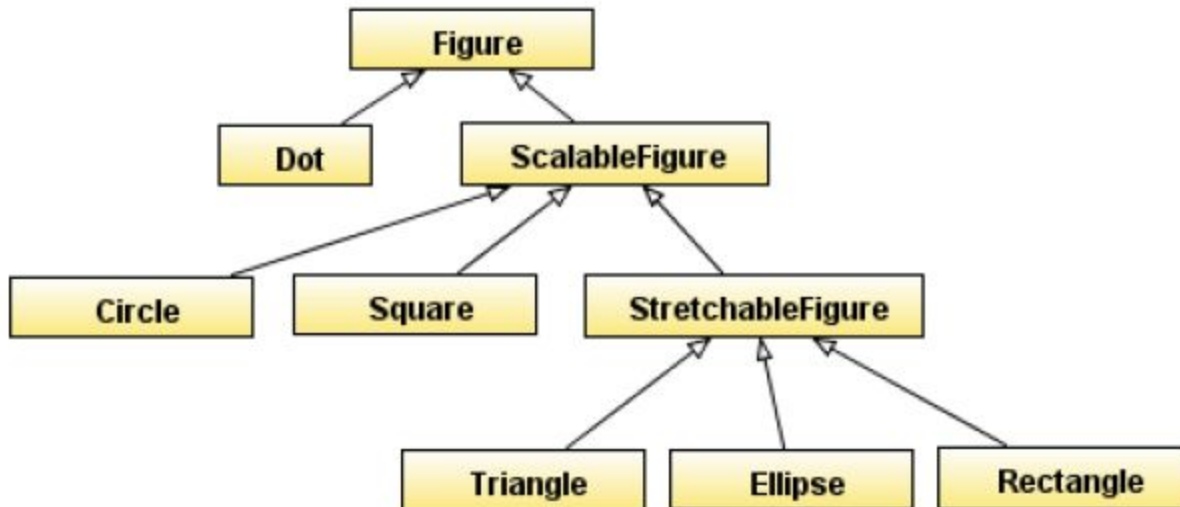 Figure
Dot
ScalableFigure
Circle
Square
StretchableFigure
Triangle
Ellipse
Rectangle